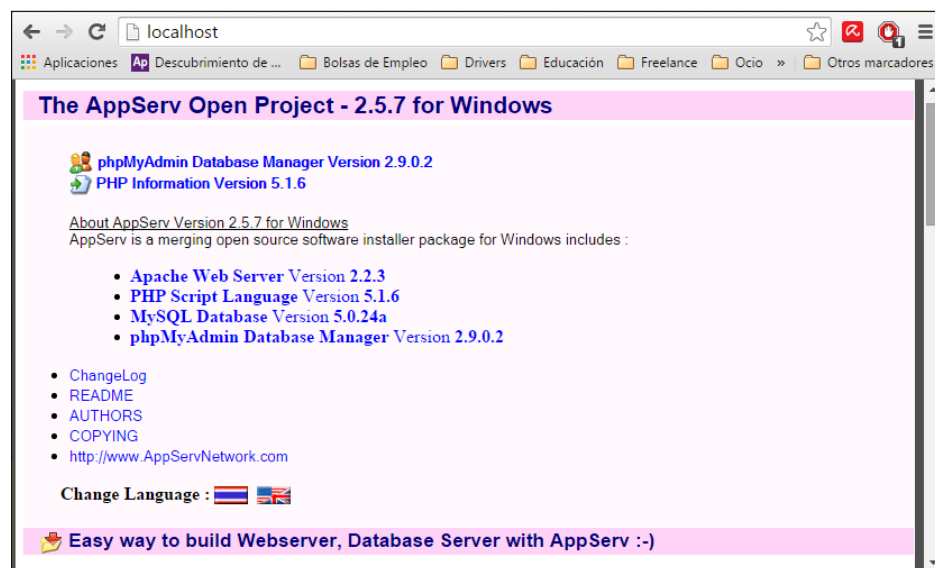 localhost
1
Aplicaciones Ap Descubrimiento de ... Bolsas de Empleo Drivers Educación Freelance Ocio » Otros marcadores
The AppServ Open Project - 2.5.7 for Windows
phpMyAdmin Database Manager Version 2.9.0.2
PHP Information Version 5.1.6
About AppServ Version 2.5.7 for Windows
AppServ is a merging open source software installer package for Windows includes :
• Apache Web Server Version 2.2.3
• PHP Script Language Version 5.1.6
• MySQL Database Version 5.0.24a
• phpMyAdmin Database Manager Version 2.9.0.2
• ChangeLog
• README
• AUTHORS
• COPYING
• http://www.AppServNetwork.com
Change Language :
Easy way to build Webserver, Database Server with AppServ :-)